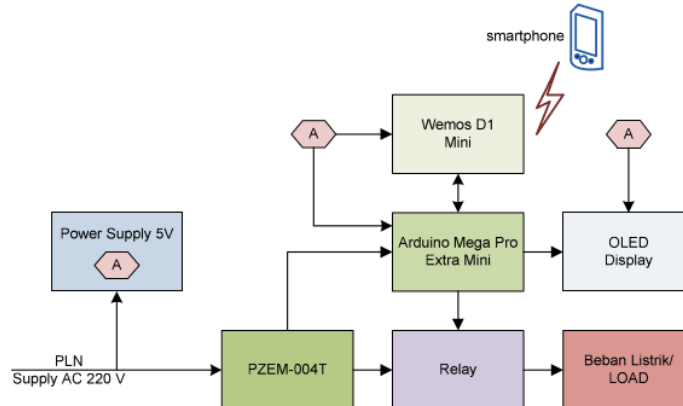 smartphone
A
Wemos D1
Mini
A
Power Supply 5V
A
Arduino Mega Pro
Extra Mini
OLED
Display
PLN
Supply AC 220 V
PZEM-004T
Relay
Beban Listrik/
LOAD